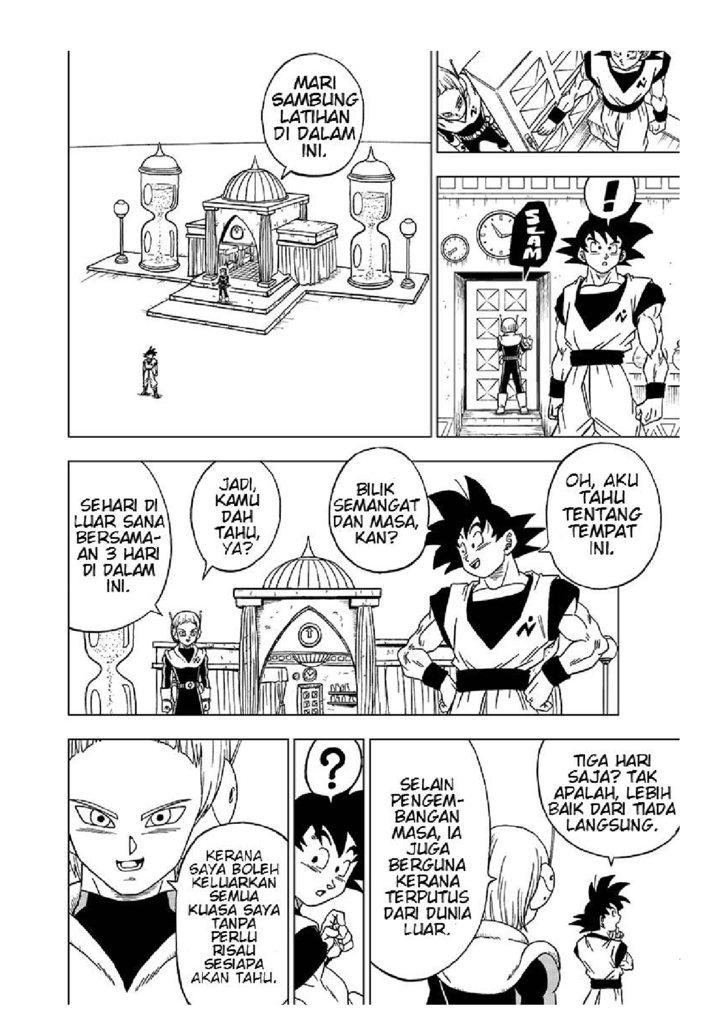 !
SLAM
MARI
SAMBUNG
LATIHAN
DI DALAM
INI.
OH, AKU
TAHU
TENTANG
TEMPAT
INI.
BILIK
SEMANGAT
DAN MASA,
KAN?
JADI,
KAMU
DAH
TAHU,
YA?
SEHARI DI
LUAR SANA
BERSAMA-
AN 3 HARI
DI DALAM
INI.
TIGA HARI
SAJA? TAK
APALAH, LEBIH
BAIK DARI TIADA
LANGSUNG.
SELAIN
PENGEM-
BANGAN
MASA, IA
JUGA
BERGUNA
KERANA
TERPUTUS
DARI DUNIA
LUAR.
?
KERANA
SAYA BOLEH
KELUARKAN
SEMUA
KUASA SAYA
TANPA
PERLU
RISAU
SESIAPA
AKAN TAHU.